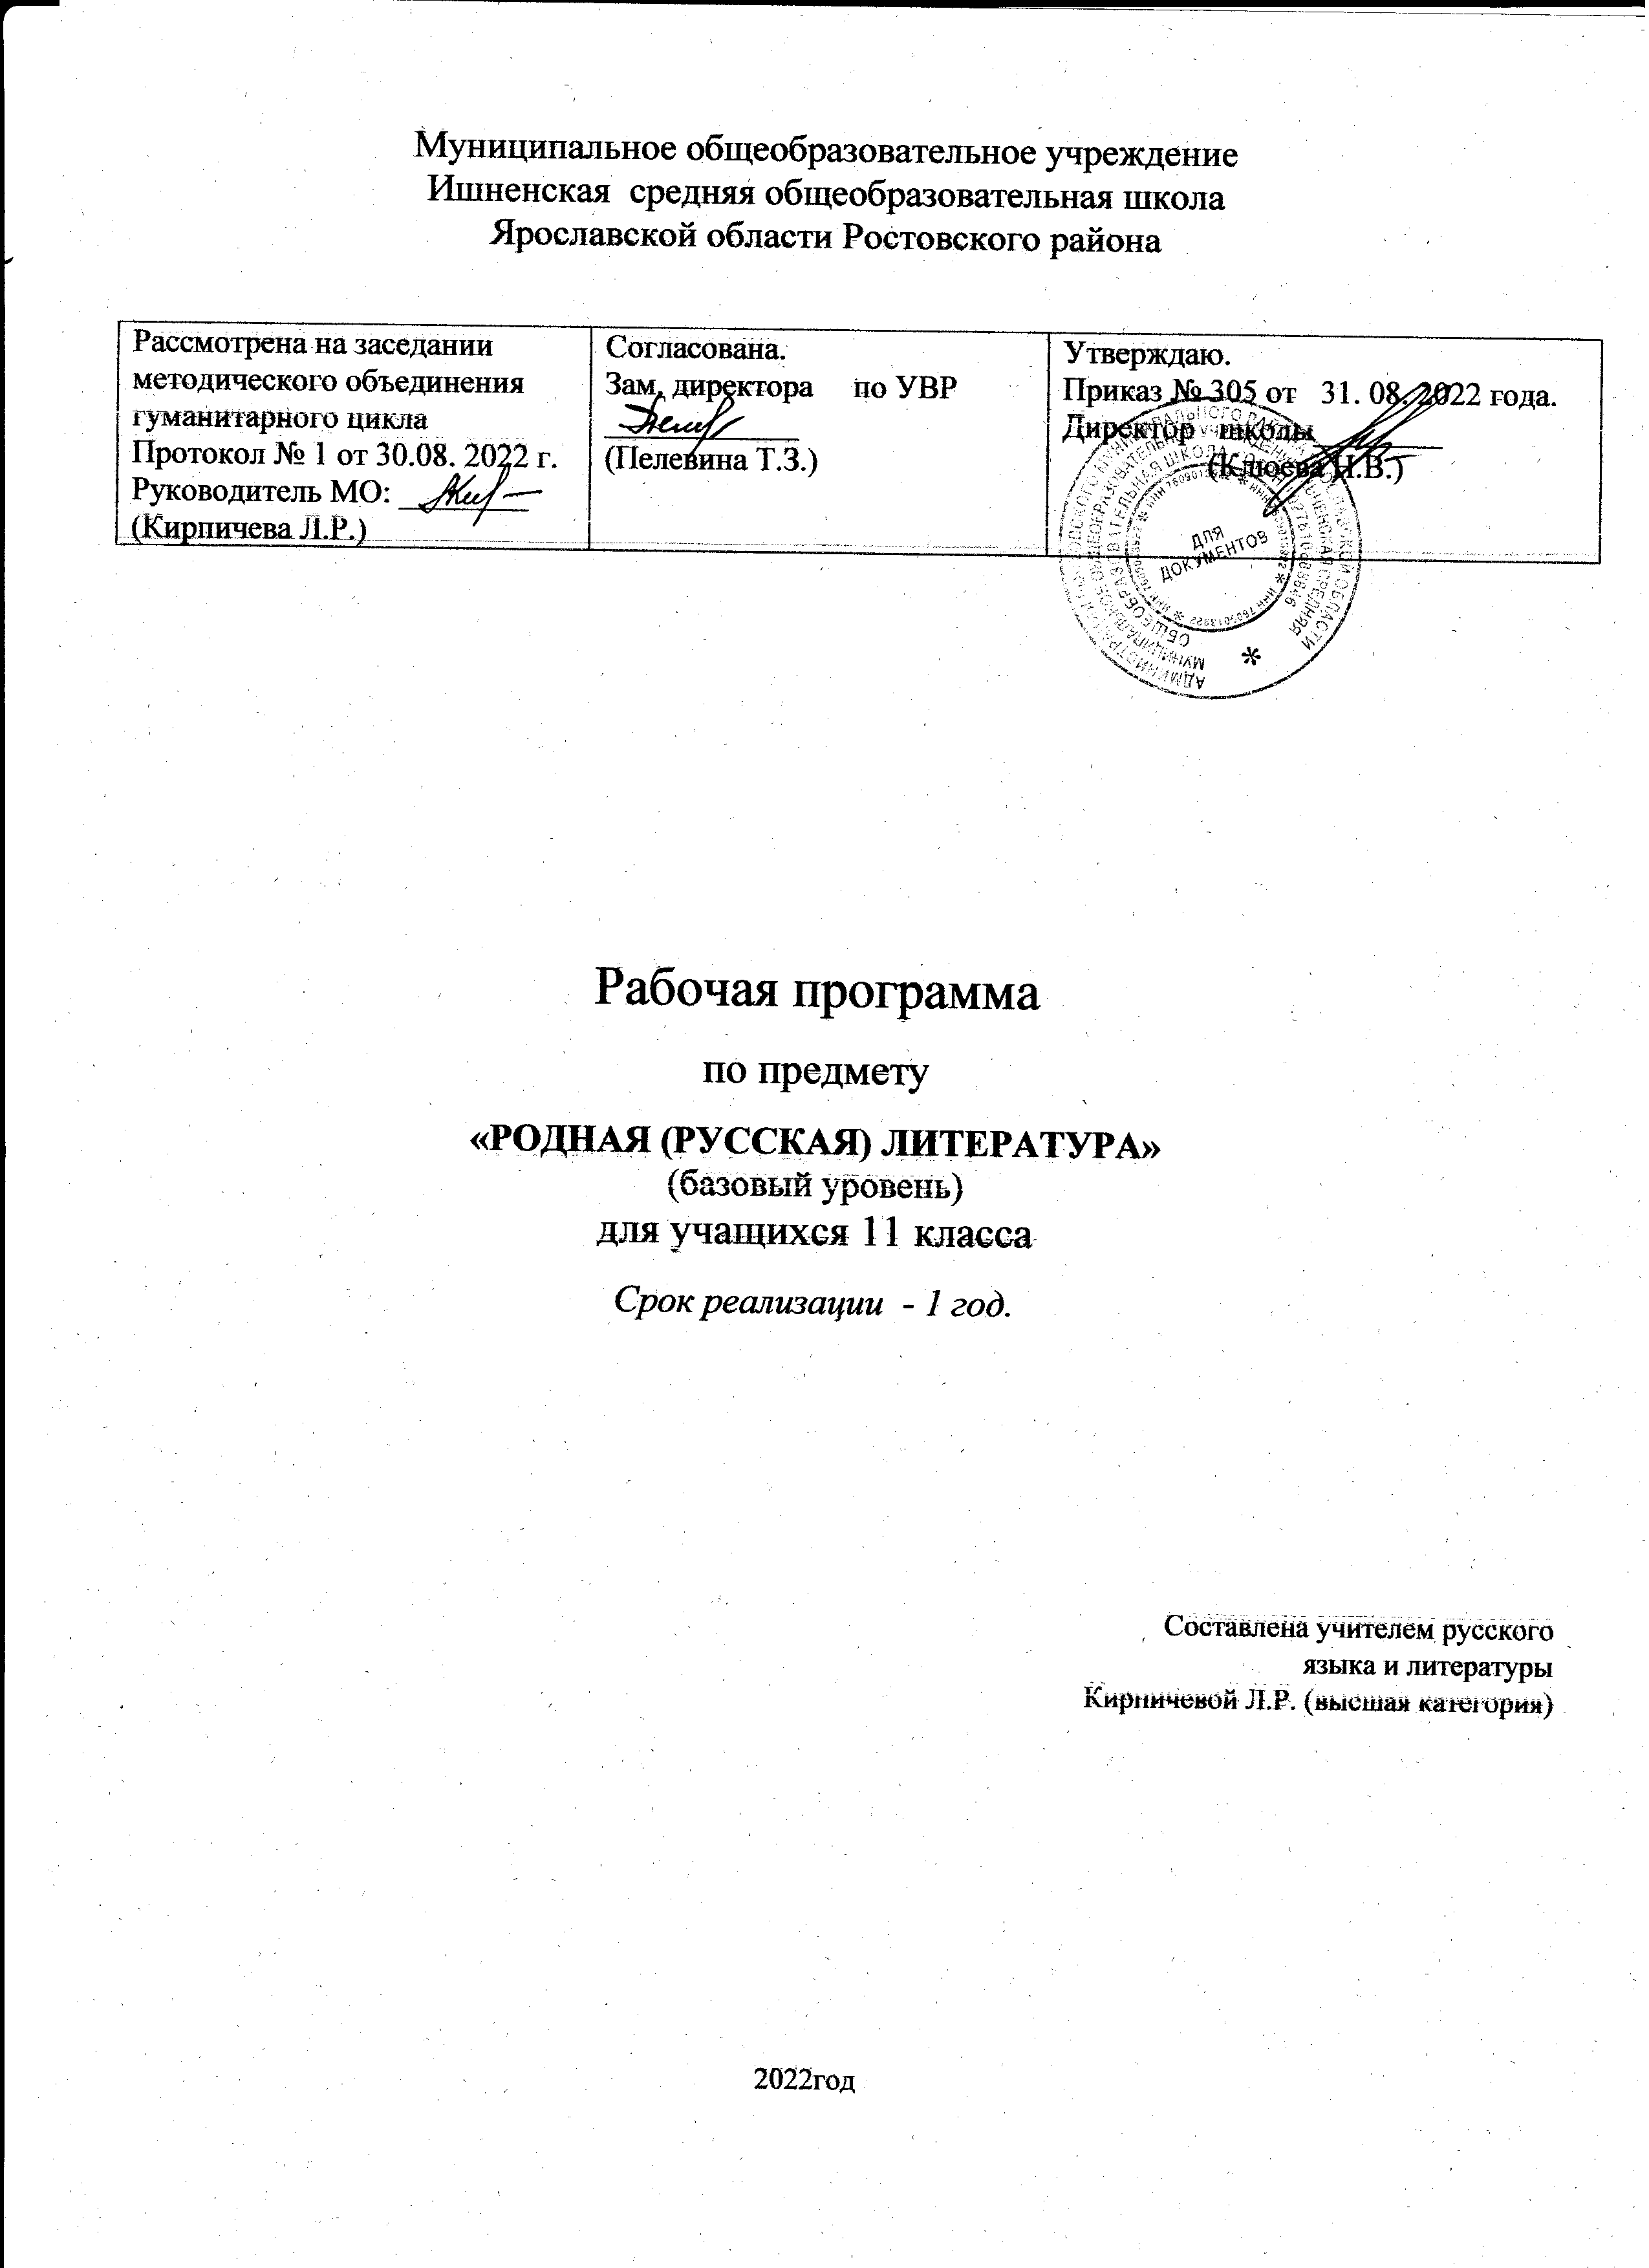 Муниципальное общеобразовательное учреждение
Ишненская средняя общеобразовательная школа
Ярославской области Ростовского района
Рассмотрена на заседании
методического объединения
гуманитарного цикла
Протокол № 1 от 30.08. 2022 г.
Руководитель МО: ________
(Кирпичева Л.Р.)
Согласована.
Зам. директора по УВР
____________
(Пелевина Т.З.)
Утверждаю.
Приказ № 305 от 31. 08. 2022 года.
Директор школы ________
(Клюева Н.В.)
ДЛЯ
ДОКУМЕНТОВ
Рабочая программа
по предмету
«РОДНАЯ (РУССКАЯ) ЛИТЕРАТУРА»
(базовый уровень)
для учащихся 11 класса
Срок реализации - 1 год.
Составлена учителем русского
языка и литературы
Кирпичевой Л.Р. (высшая категория)
2022год